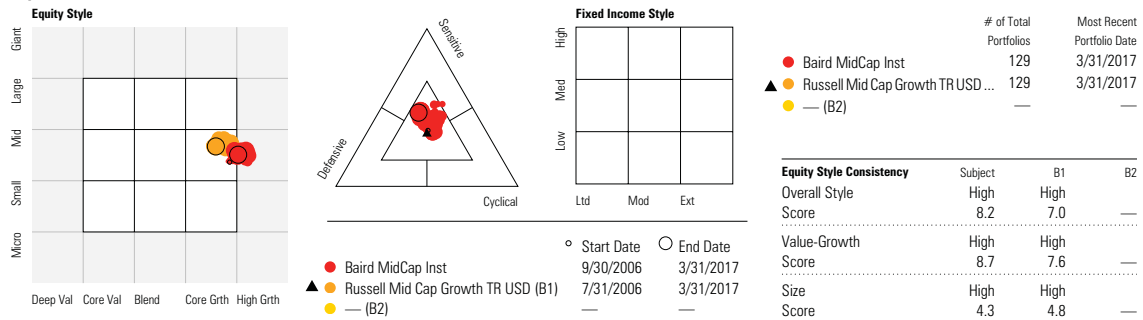 Equity Style
Giant
Large
Mid
Small
Micro
Deep Val Core Val Blend Core Grth High Grth
Sensitive
Defensive
Cyclical
Fixed Income Style
High
Med
Low
Ltd Mod Ext
Start Date End Date
Baird MidCap Inst 9/30/2006 3/31/2017
Russell Mid Cap Growth TR USD (B1) 7/31/2006 3/31/2017
— (B2) — —
# of Total Most Recent
Portfolios Portfolio Date
Baird MidCap Inst 129 3/31/2017
Russell Mid Cap Growth TR USD ... 129 3/31/2017
— (B2) — —
Equity Style Consistency Subject B1 B2
Overall Style High High
Score 8.2 7.0 —
Value-Growth High High
Score 8.7 7.6 —
Size High High
Score 4.3 4.8 —